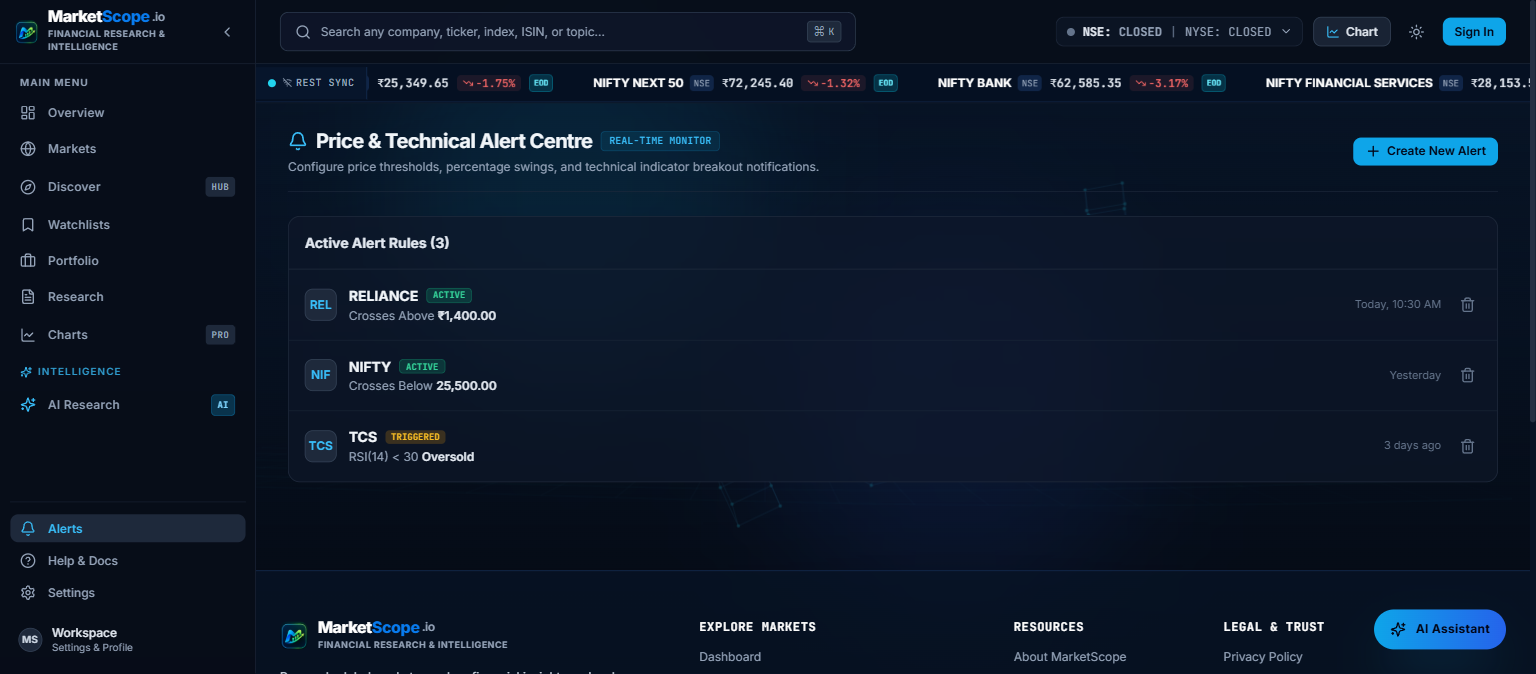 MarketScope.io
FINANCIAL RESEARCH &
INTELLIGENCE
MAIN MENU
Overview
Markets
Discover HUB
Watchlists
Portfolio
Research
Charts PRO
INTELLIGENCE
AI Research AI
Alerts
Help & Docs
Settings
MS Workspace
Settings & Profile
Search any company, ticker, index, ISIN, or topic... ⌘ K
NSE: CLOSED | NYSE: CLOSED
Chart
Sign In
REST SYNC ₹25,349.65 -1.75% EOD NIFTY NEXT 50 NSE ₹72,245.40 -1.32% EOD NIFTY BANK NSE ₹62,585.35 -3.17% EOD NIFTY FINANCIAL SERVICES NSE
Price & Technical Alert Centre REAL-TIME MONITOR
Configure price thresholds, percentage swings, and technical indicator breakout notifications.
+ Create New Alert
Active Alert Rules (3)
REL RELIANCE ACTIVE
Crosses Above ₹1,400.00
Today, 10:30 AM
NIF NIFTY ACTIVE
Crosses Below 25,500.00
Yesterday
TCS TCS TRIGGERED
RSI(14) < 30 Oversold
3 days ago
MarketScope.io
FINANCIAL RESEARCH & INTELLIGENCE
EXPLORE MARKETS
Dashboard
RESOURCES
About MarketScope
LEGAL & TRUST
Privacy Policy
AI Assistant